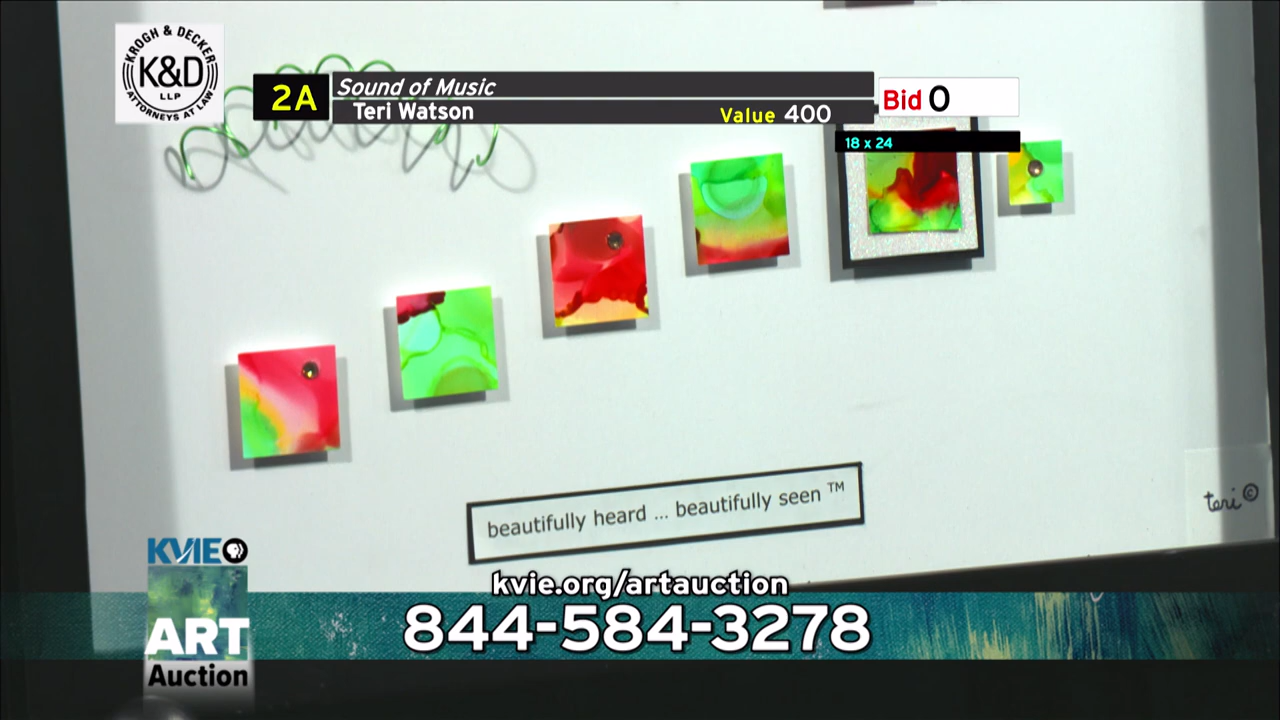 KROGH & DECKER
K&D
LLP
ATTORNEYS AT LAW
2A
Sound of Music
Teri Watson
Value 400
Bid 0
18 x 24
beautifully heard ... beautifully seen ™
teri ©
KVIE
ART
Auction
kvie.org/artauction
844-584-3278